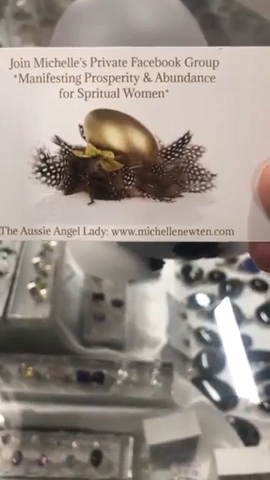 Join Michelle's Private Facebook Group
*Manifesting Prosperity & Abundance
for Spritual Women*
The Aussie Angel Lady: www.michellenewten.com